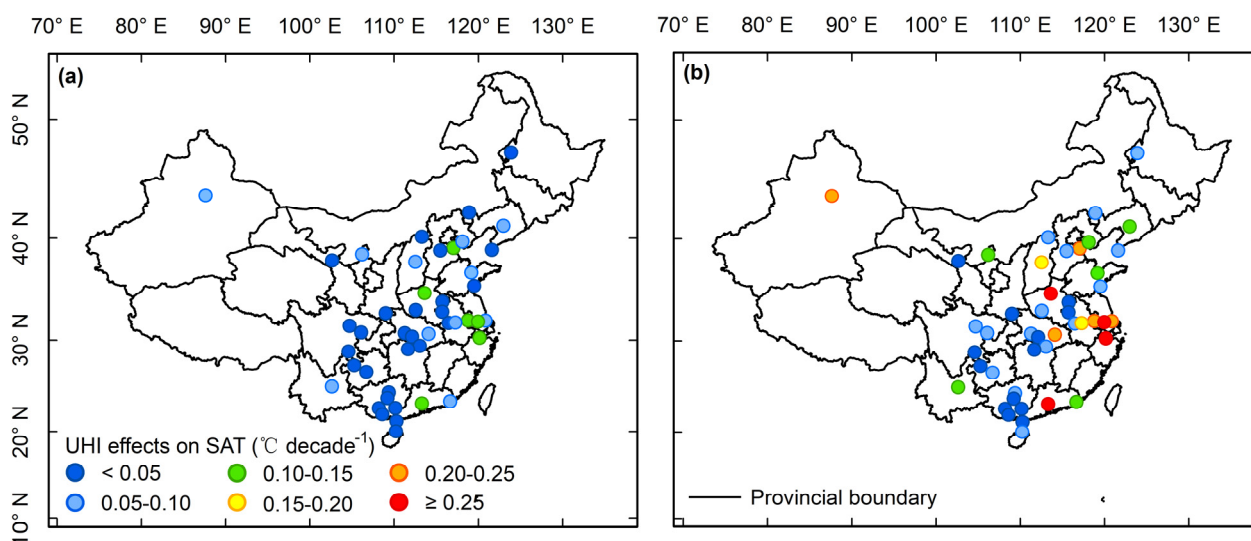 70° E 80° E 90° E 100° E 110° E 120° E 130° E 70° E 80° E 90° E 100° E 110° E 120° E 130° E
(a) (b)
50° N
40° N
30° N
20° N
10° N
UHI effects on SAT (℃ decade⁻¹)
< 0.05 0.10-0.15 0.20-0.25
0.05-0.10 0.15-0.20 ≥ 0.25
Provincial boundary